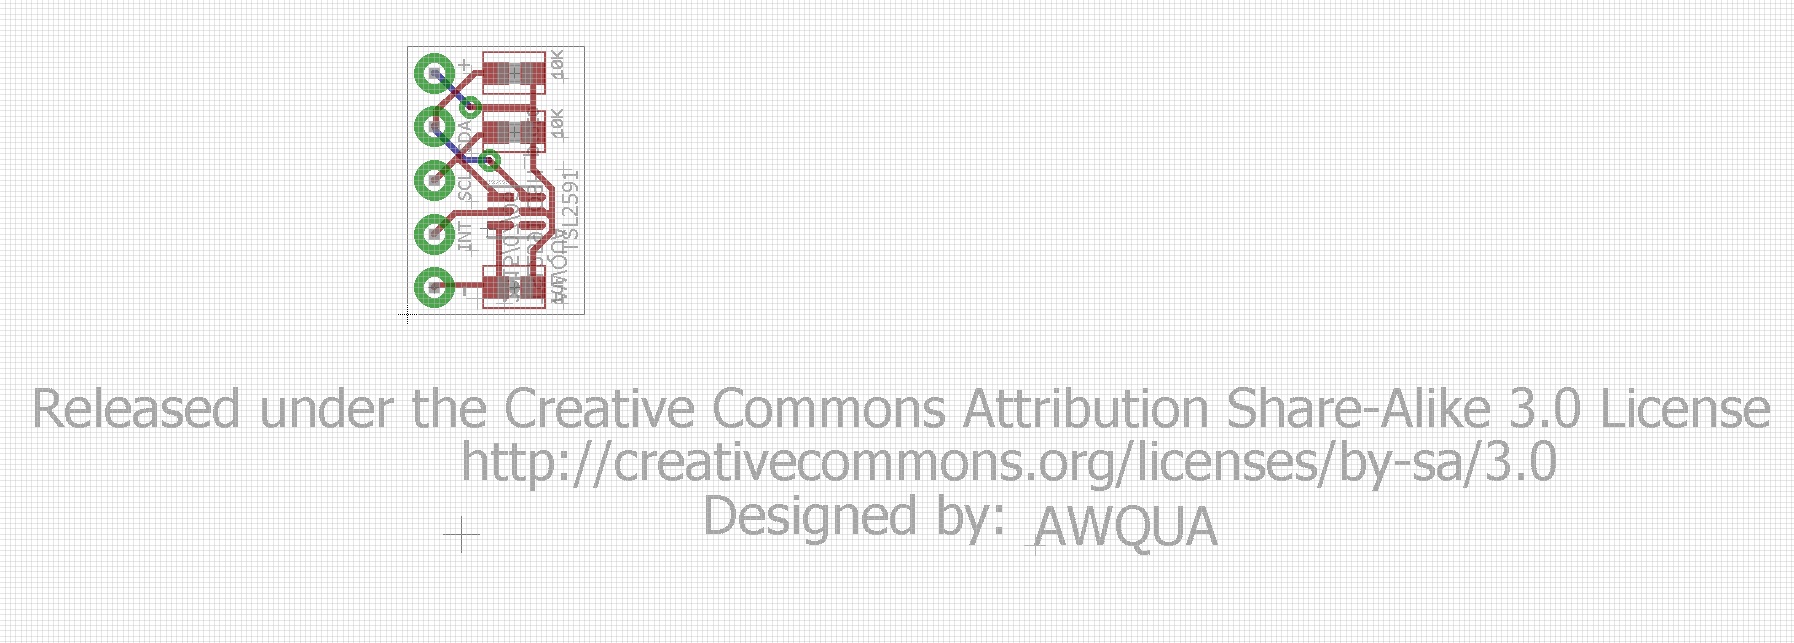 +
10K
10K
SDA
SCL
INT
-
TSL2591
AWQUA
Released under the Creative Commons Attribution Share-Alike 3.0 License
http://creativecommons.org/licenses/by-sa/3.0
Designed by: AWQUA